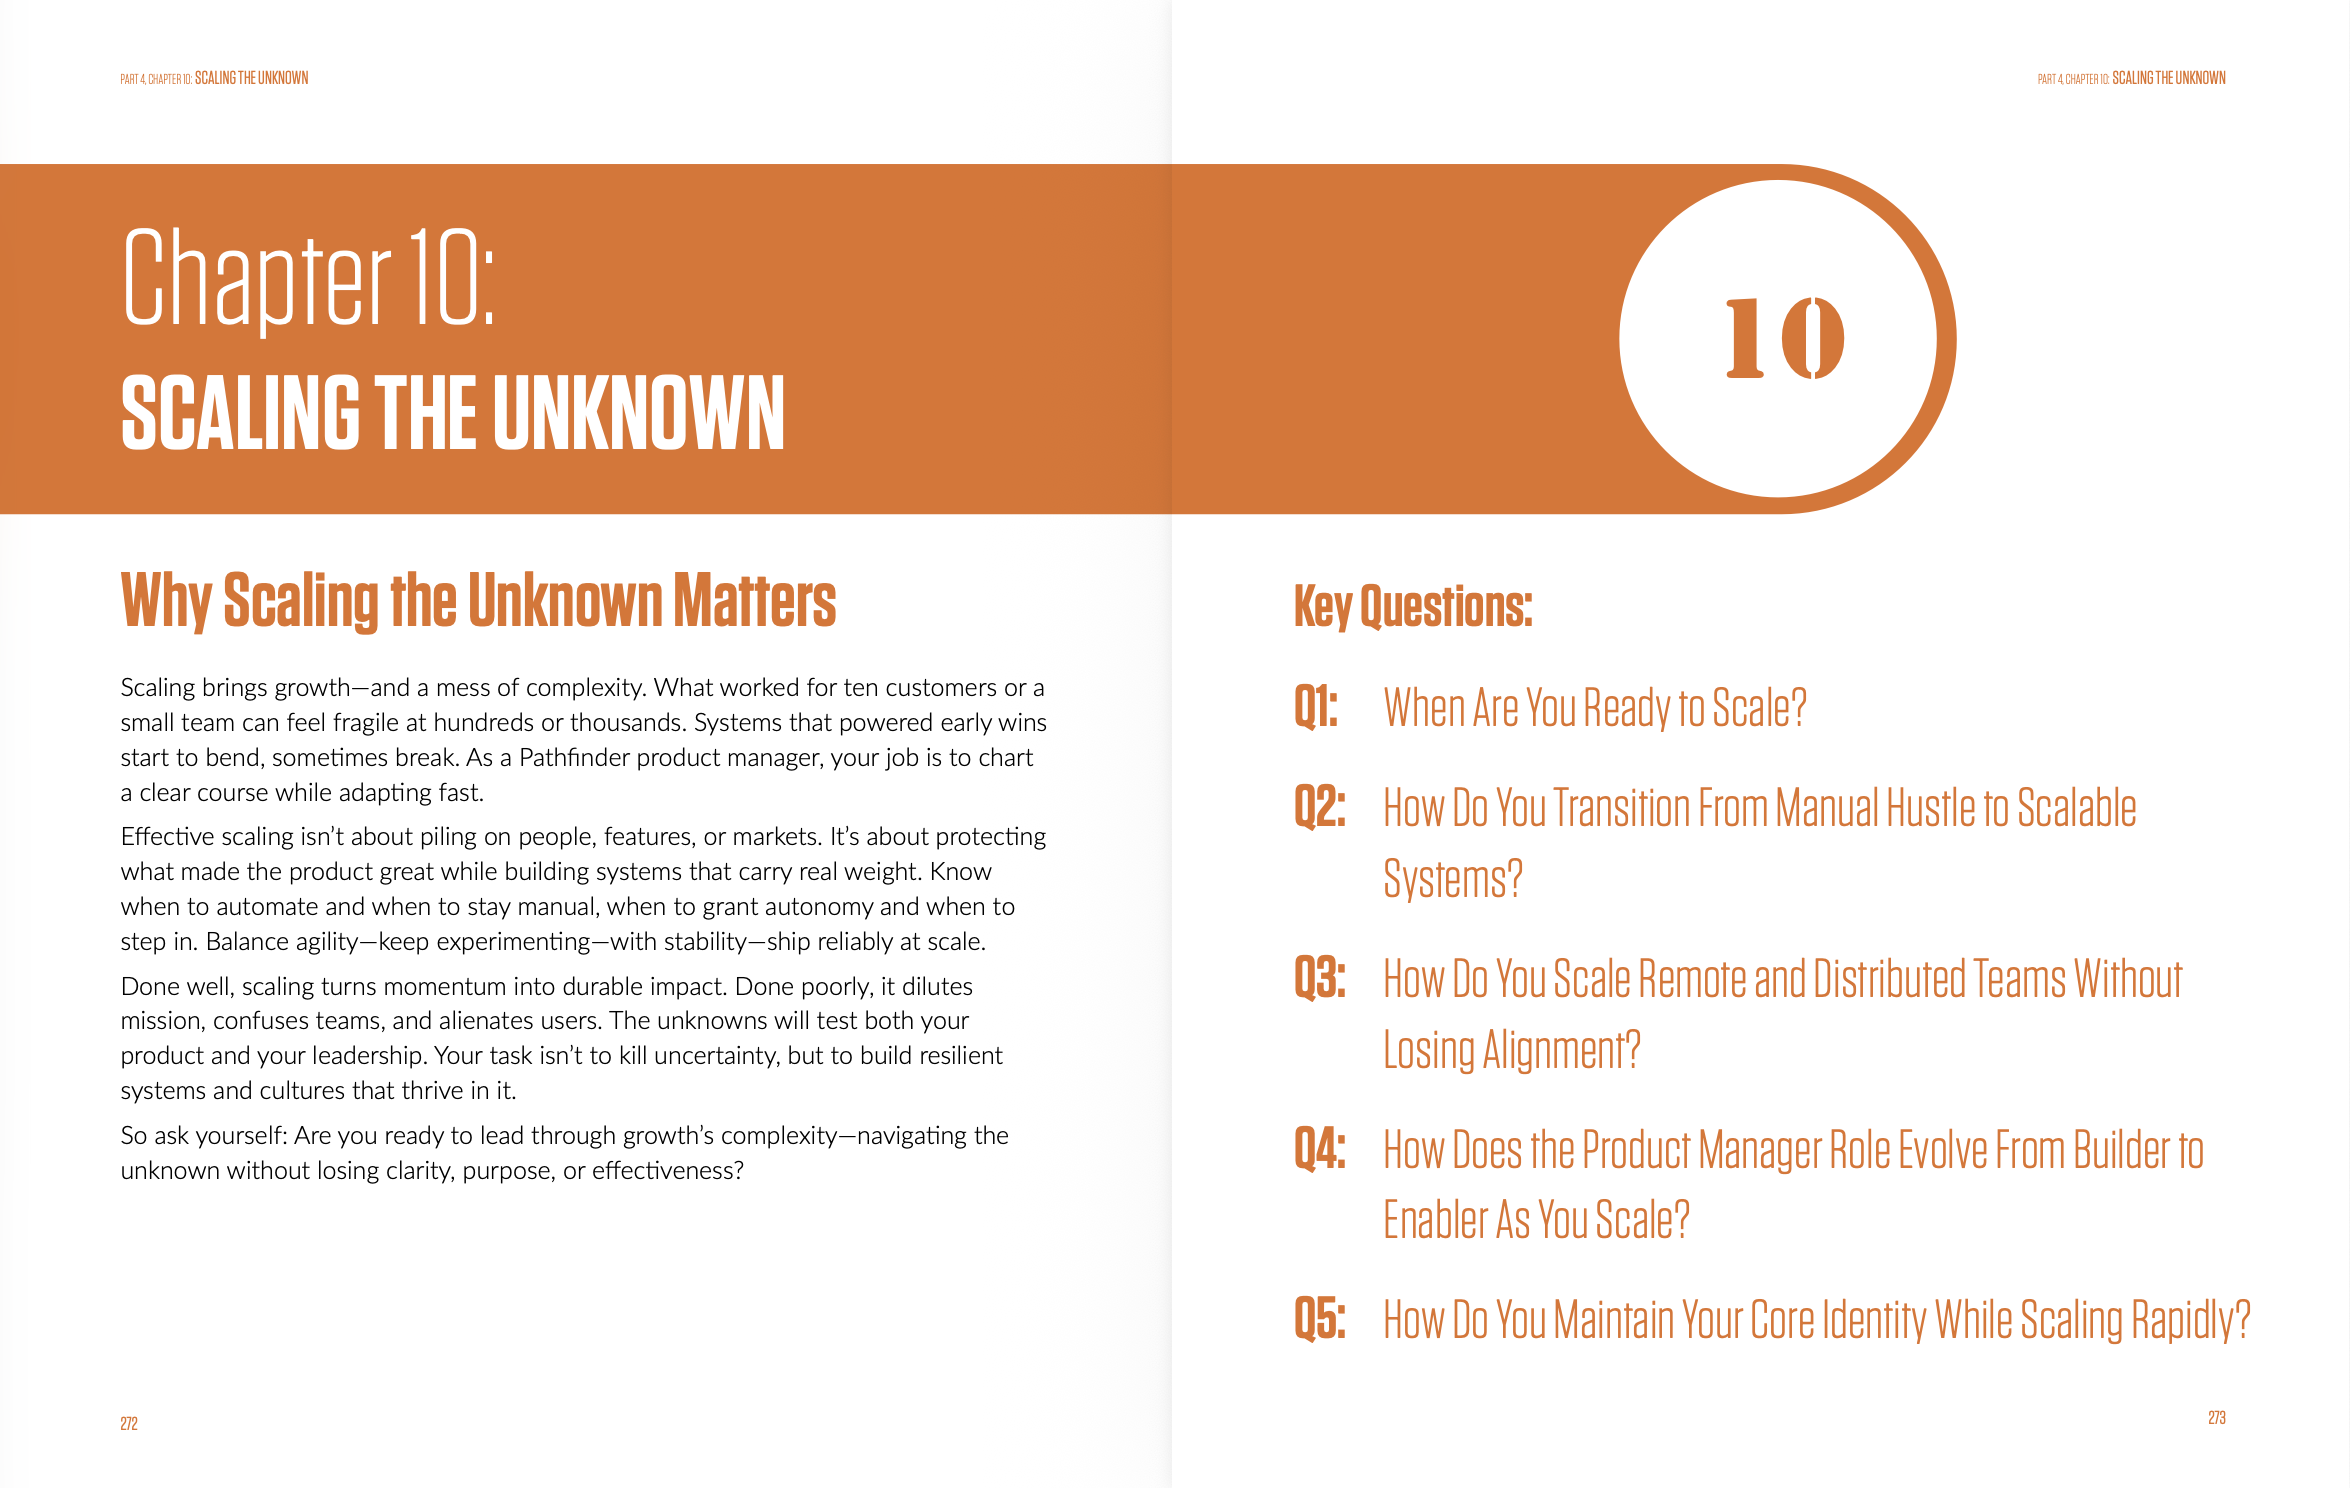 PART 4, CHAPTER 10: SCALING THE UNKNOWN
Chapter 10:
SCALING THE UNKNOWN
Why Scaling the Unknown Matters
Scaling brings growth—and a mess of complexity. What worked for ten customers or a
small team can feel fragile at hundreds or thousands. Systems that powered early wins
start to bend, sometimes break. As a Pathfinder product manager, your job is to chart
a clear course while adapting fast.
Effective scaling isn’t about piling on people, features, or markets. It’s about protecting
what made the product great while building systems that carry real weight. Know
when to automate and when to stay manual, when to grant autonomy and when to
step in. Balance agility—keep experimenting—with stability—ship reliably at scale.
Done well, scaling turns momentum into durable impact. Done poorly, it dilutes
mission, confuses teams, and alienates users. The unknowns will test both your
product and your leadership. Your task isn’t to kill uncertainty, but to build resilient
systems and cultures that thrive in it.
So ask yourself: Are you ready to lead through growth’s complexity—navigating the
unknown without losing clarity, purpose, or effectiveness?
272
PART 4, CHAPTER 10: SCALING THE UNKNOWN
10
Key Questions:
Q1: When Are You Ready to Scale?
Q2: How Do You Transition From Manual Hustle to Scalable
Systems?
Q3: How Do You Scale Remote and Distributed Teams Without
Losing Alignment?
Q4: How Does the Product Manager Role Evolve From Builder to
Enabler As You Scale?
Q5: How Do You Maintain Your Core Identity While Scaling Rapidly?
273